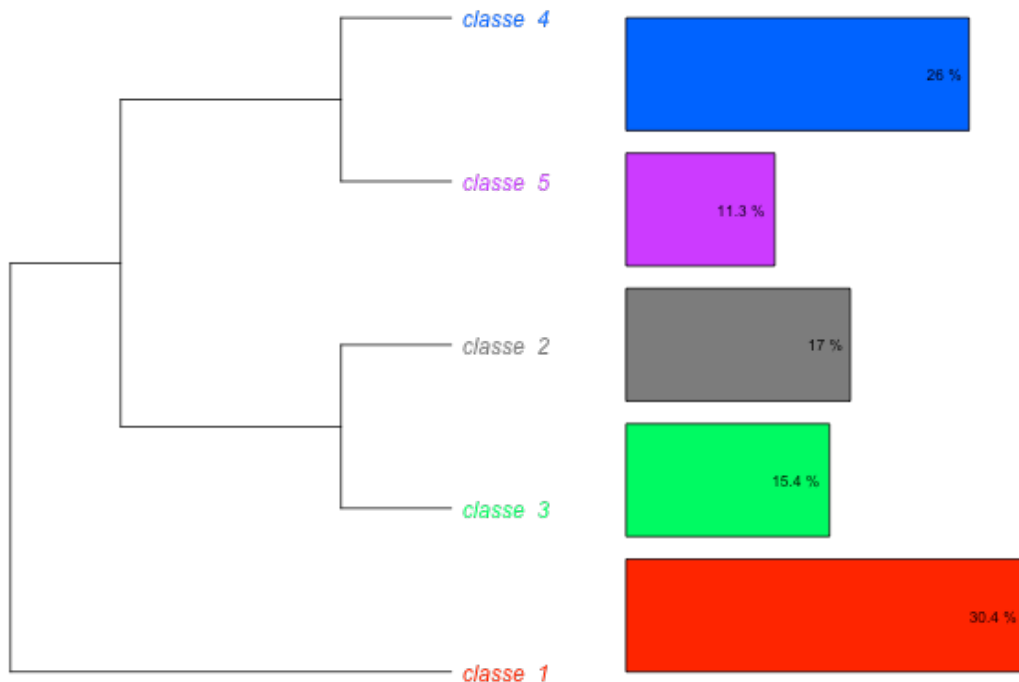 classe 4
26 %
classe 5
11.3 %
classe 2
17 %
classe 3
15.4 %
30.4 %
classe 1